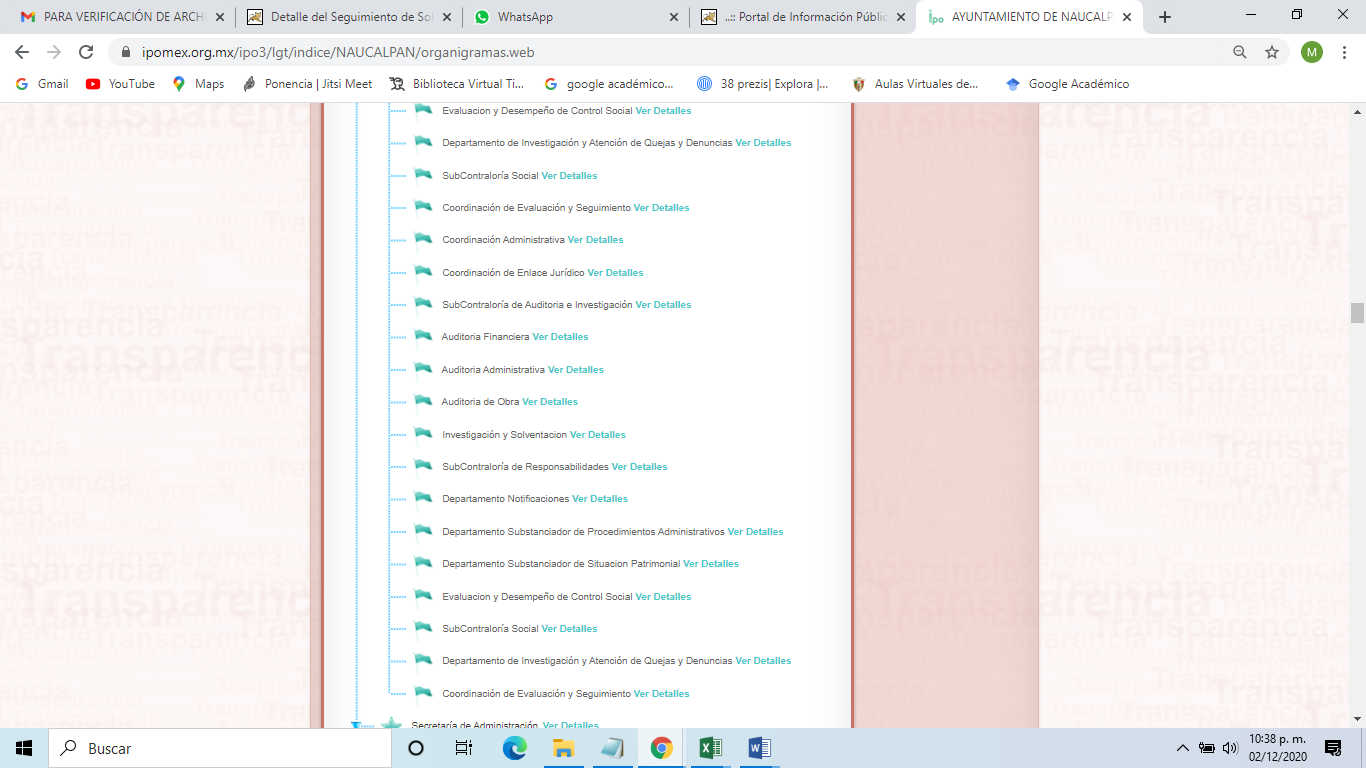 PARA VERIFICACIÓN DE ARCHI
Detalle del Seguimiento de Sol
WhatsApp
..:: Portal de Información Públic
ipo
AYUNTAMIENTO DE NAUCALP
ipomex.org.mx/ipo3/lgt/indice/NAUCALPAN/organigramas.web
M
Gmail
YouTube
Maps
Ponencia | Jitsi Meet
Biblioteca Virtual Ti...
google académico...
38 prezis| Explora |...
Aulas Virtuales de...
Google Académico
Evaluacion y Desempeño de Control Social Ver Detalles
Departamento de Investigación y Atención de Quejas y Denuncias Ver Detalles
SubContraloría Social Ver Detalles
Coordinación de Evaluación y Seguimiento Ver Detalles
Coordinación Administrativa Ver Detalles
Coordinación de Enlace Jurídico Ver Detalles
SubContraloría de Auditoria e Investigación Ver Detalles
Auditoria Financiera Ver Detalles
Auditoria Administrativa Ver Detalles
Auditoria de Obra Ver Detalles
Investigación y Solventacion Ver Detalles
SubContraloría de Responsabilidades Ver Detalles
Departamento Notificaciones Ver Detalles
Departamento Substanciador de Procedimientos Administrativos Ver Detalles
Departamento Substanciador de Situacion Patrimonial Ver Detalles
Evaluacion y Desempeño de Control Social Ver Detalles
SubContraloría Social Ver Detalles
Departamento de Investigación y Atención de Quejas y Denuncias Ver Detalles
Coordinación de Evaluación y Seguimiento Ver Detalles
Secretaría de Administración Ver Detalles
Buscar
10:38 p. m.
02/12/2020